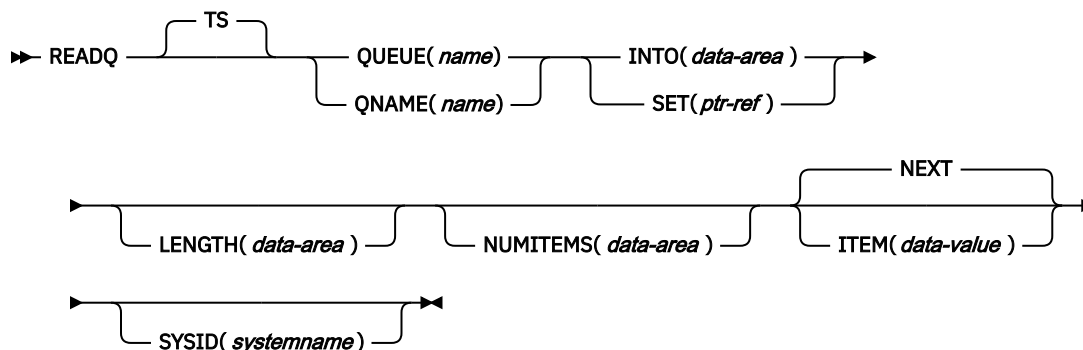 TS
READQ QUEUE( name) INTO( data-area )
QNAME( name) SET( ptr-ref )
NEXT
LENGTH( data-area ) NUMITEMS( data-area ) ITEM( data-value )
SYSID( systemname )